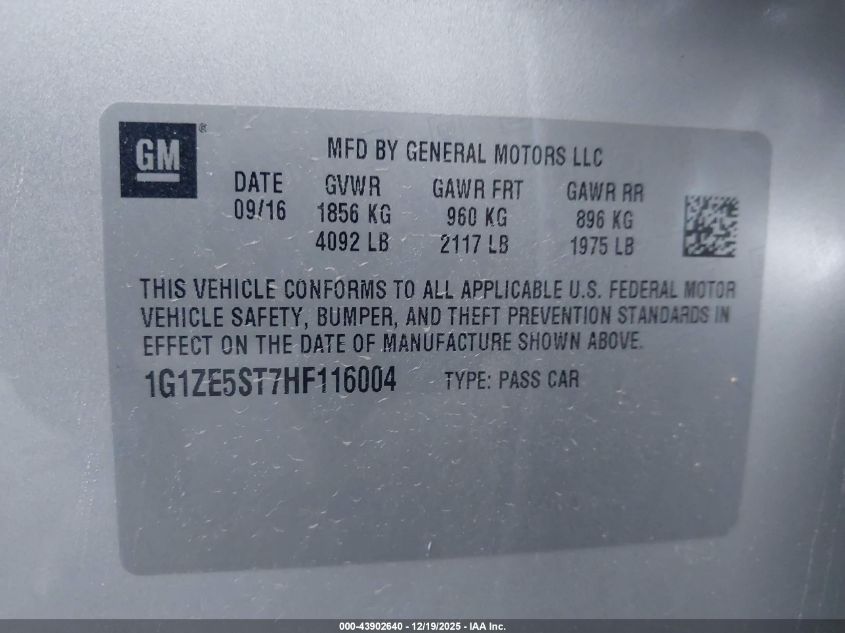 GM®
MFD BY GENERAL MOTORS LLC
DATE GVWR GAWR FRT GAWR RR
09/16 1856 KG 960 KG 896 KG
4092 LB 2117 LB 1975 LB
THIS VEHICLE CONFORMS TO ALL APPLICABLE U.S. FEDERAL MOTOR
VEHICLE SAFETY, BUMPER, AND THEFT PREVENTION STANDARDS IN
EFFECT ON THE DATE OF MANUFACTURE SHOWN ABOVE.
1G1ZE5ST7HF116004 TYPE: PASS CAR
000-43902640 - 12/19/2025 - IAA Inc.